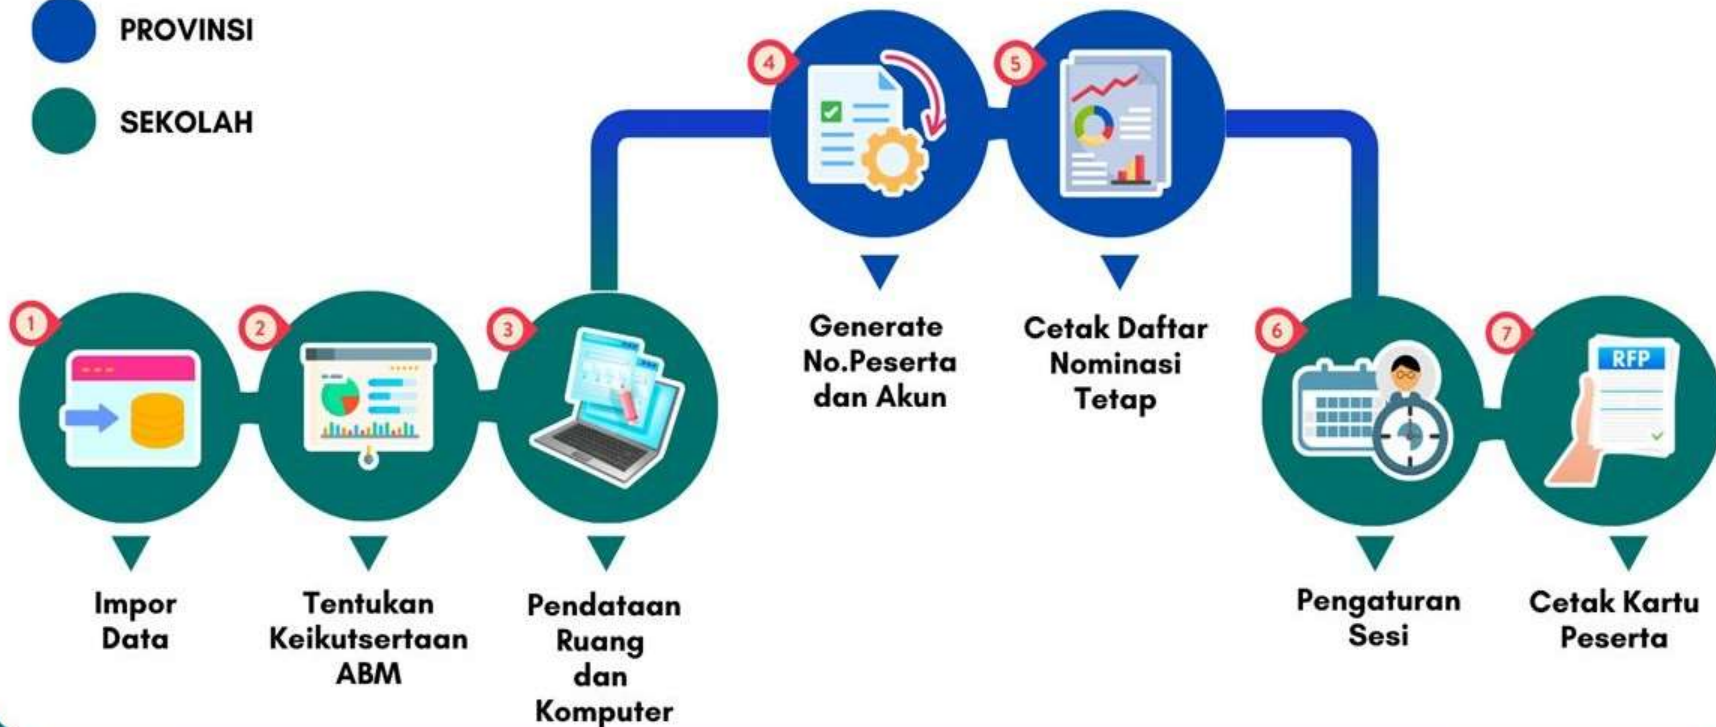 PROVINSI
SEKOLAH
1
Impor
Data
2
Tentukan
Keikutsertaan
ABM
3
Pendataan
Ruang
dan
Komputer
4
Generate
No.Peserta
dan Akun
5
Cetak Daftar
Nominasi
Tetap
6
Pengaturan
Sesi
7
RFP
Cetak Kartu
Peserta